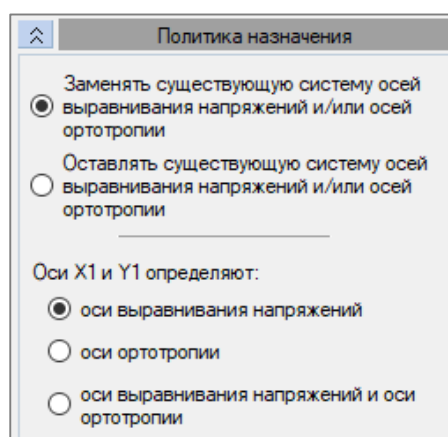 Политика назначения
Заменять существующую систему осей
выравнивания напряжений и/или осей
ортотропии
Оставлять существующую систему осей
выравнивания напряжений и/или осей
ортотропии
Оси X1 и Y1 определяют:
оси выравнивания напряжений
оси ортотропии
оси выравнивания напряжений и оси
ортотропии